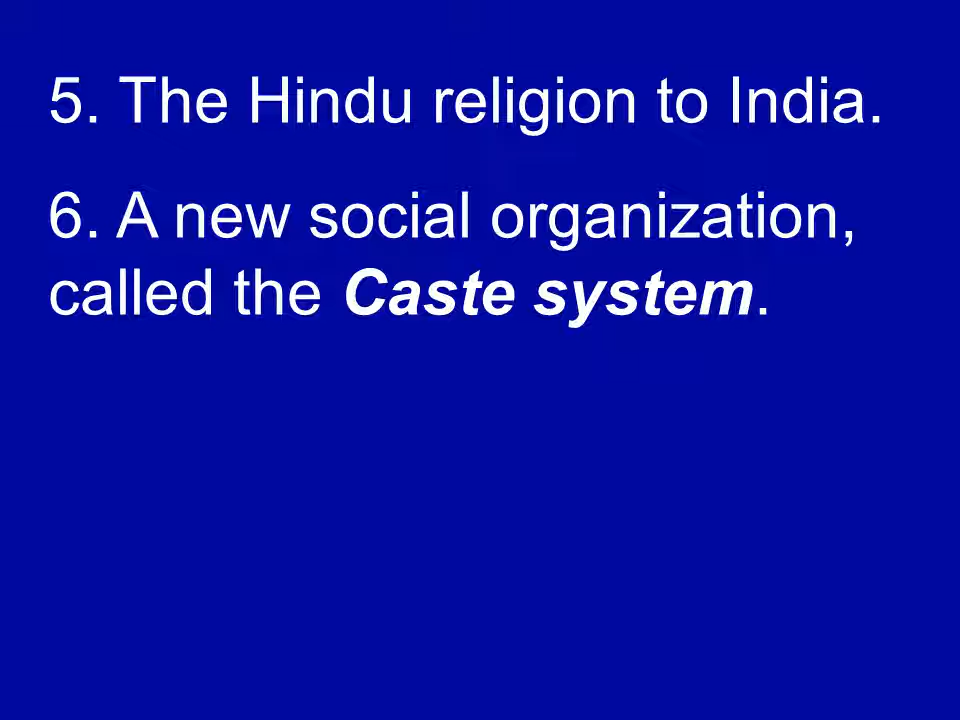 5. The Hindu religion to India.
6. A new social organization,
called the Caste system.